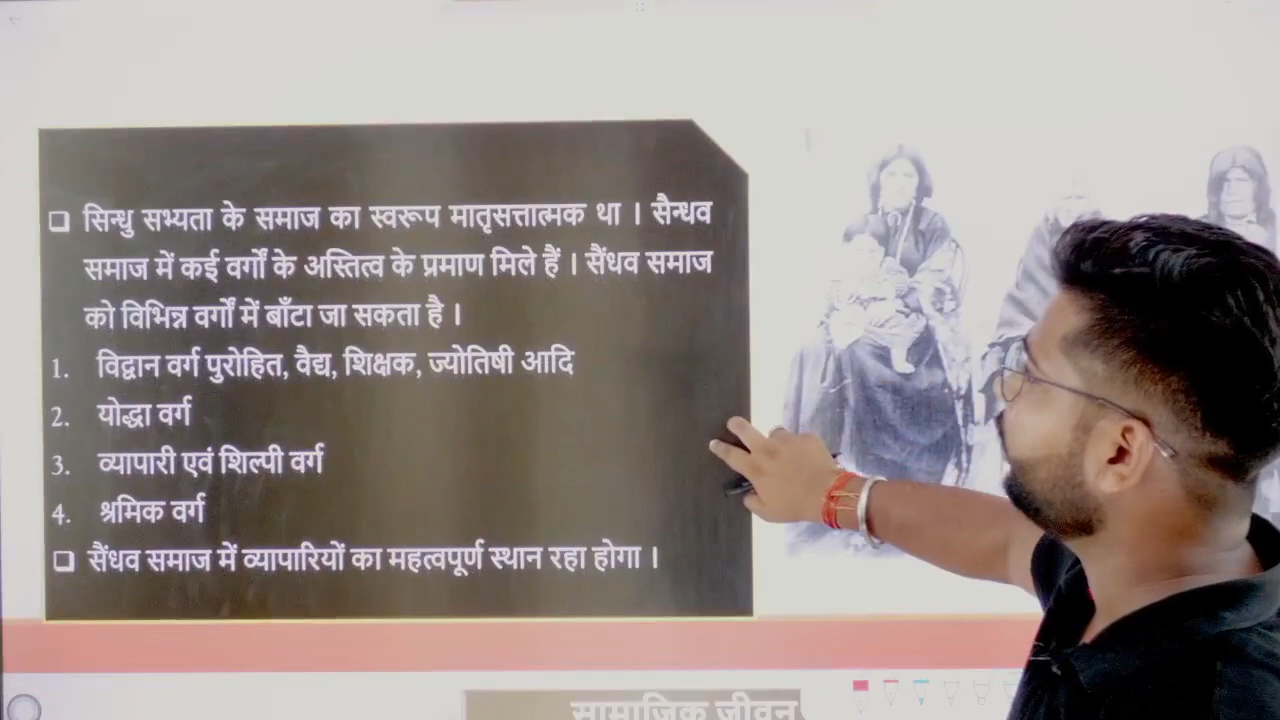 ❑ सिन्धु सभ्यता के समाज का स्वरूप मातृसत्तात्मक था । सैन्धव
समाज में कई वर्गों के अस्तित्व के प्रमाण मिले हैं । सैंधव समाज
को विभिन्न वर्गों में बाँटा जा सकता है ।
1. विद्वान वर्ग पुरोहित, वैद्य, शिक्षक, ज्योतिषी आदि
2. योद्धा वर्ग
3. व्यापारी एवं शिल्पी वर्ग
4. श्रमिक वर्ग
❑ सैंधव समाज में व्यापारियों का महत्वपूर्ण स्थान रहा होगा ।
सामाजिक जीवन